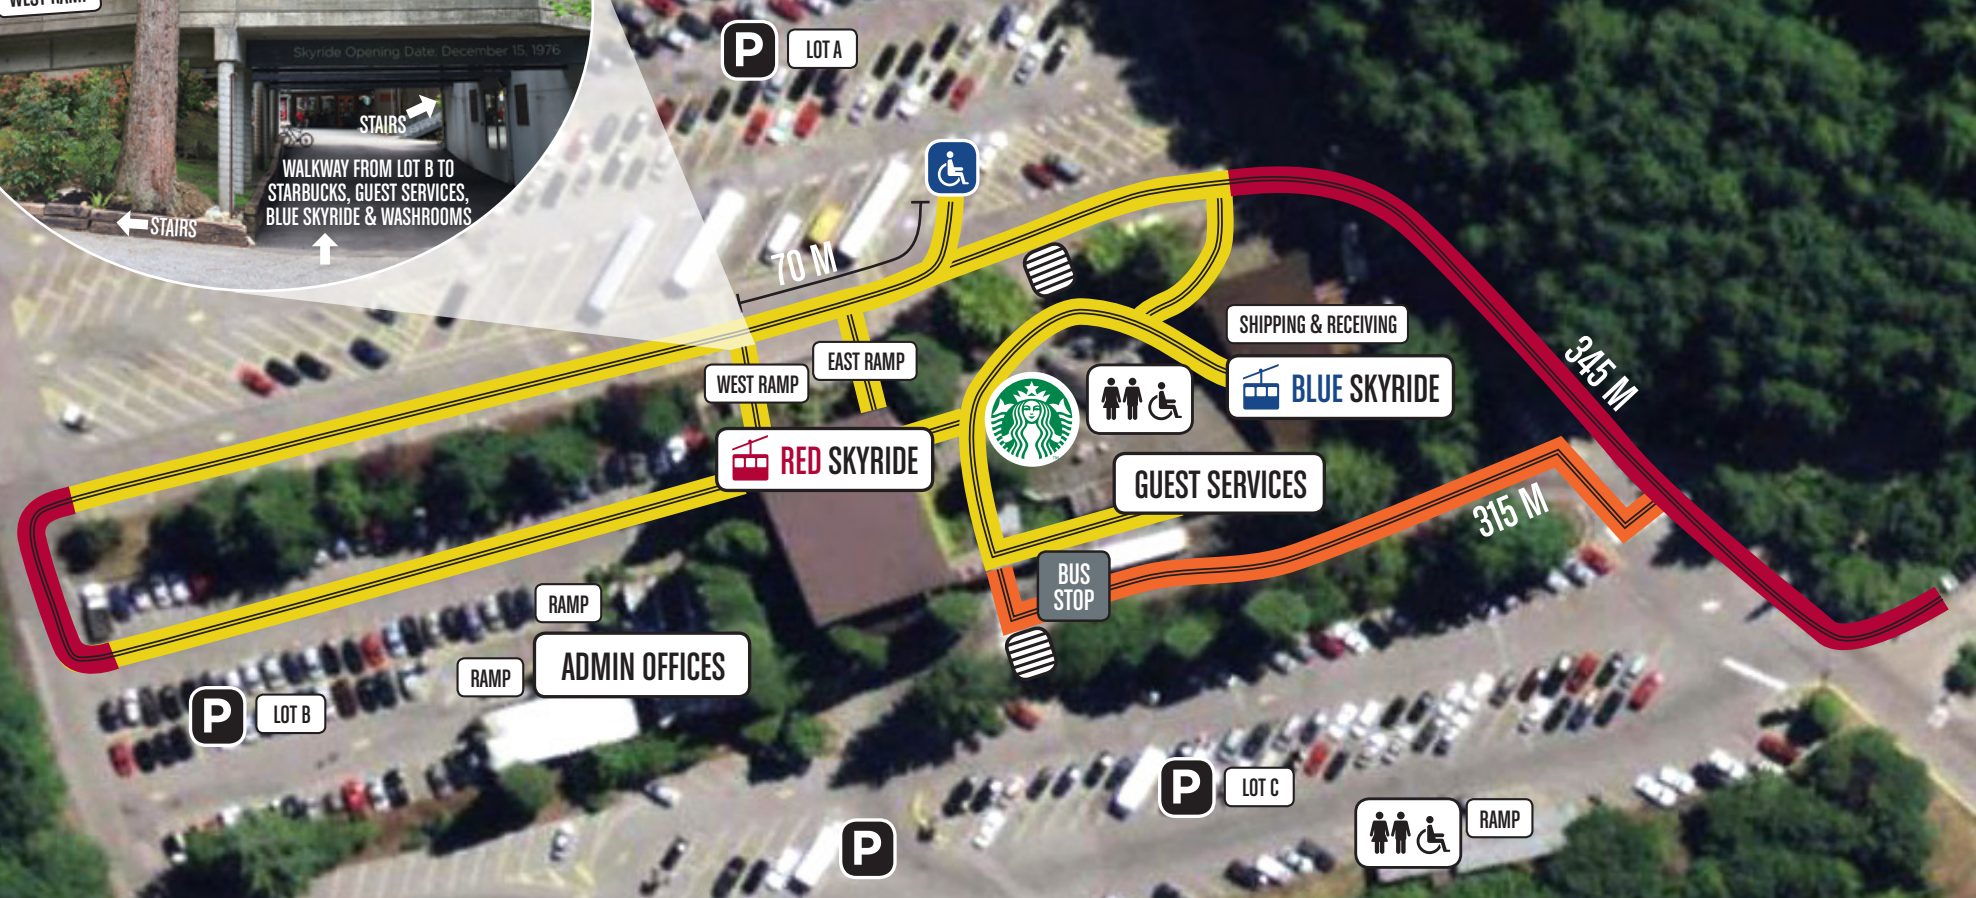 WEST RAMP
Skyride Opening Date: December 15, 1976
STAIRS
WALKWAY FROM LOT B TO
STARBUCKS, GUEST SERVICES,
BLUE SKYRIDE & WASHROOMS
STAIRS
P
LOT A
70 M
WEST RAMP
EAST RAMP
SHIPPING & RECEIVING
BLUE SKYRIDE
345 M
RED SKYRIDE
GUEST SERVICES
315 M
BUS
STOP
RAMP
ADMIN OFFICES
RAMP
P
LOT B
P
LOT C
P
RAMP